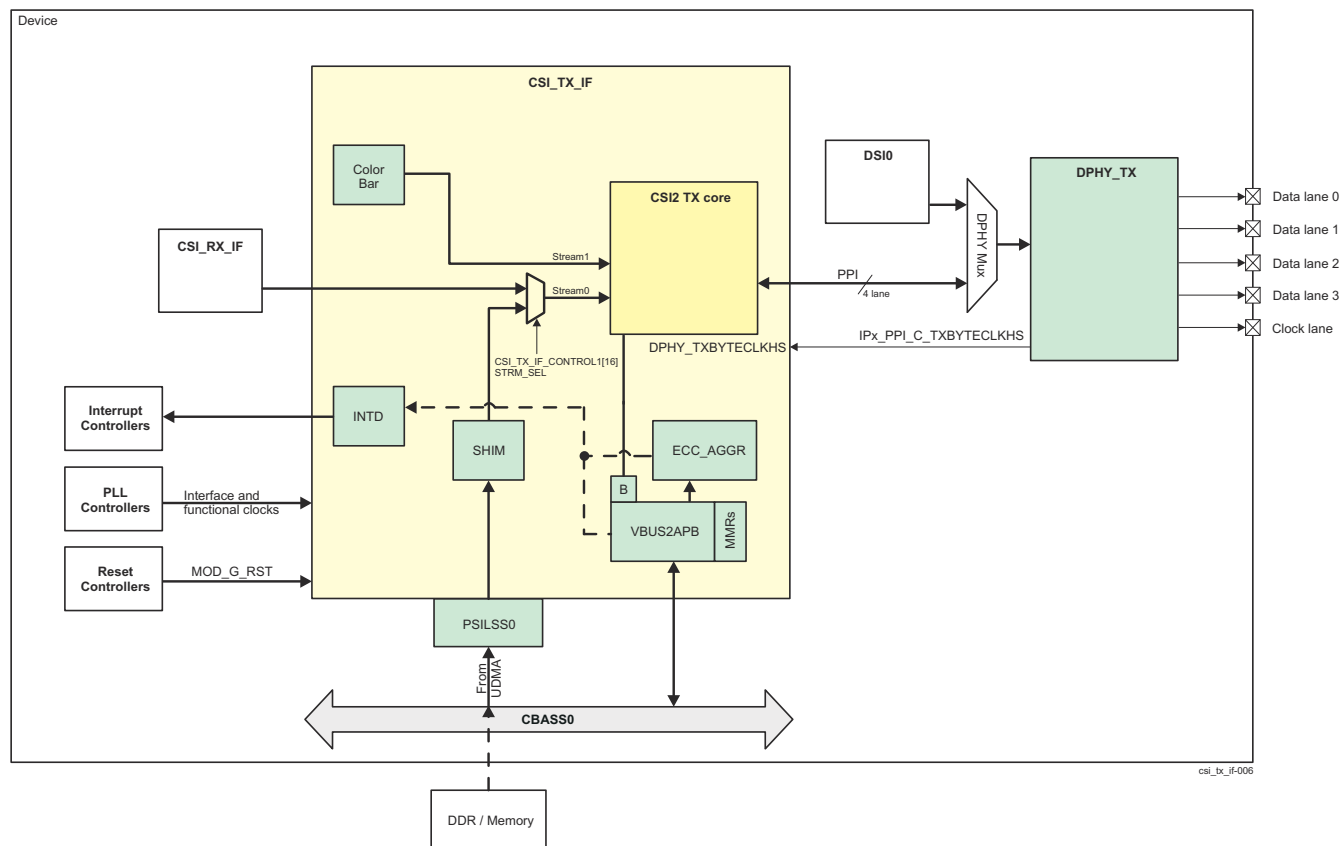 Device
CSI_TX_IF
Color
Bar
CSI2 TX core
DSI0
DPHY_TX
DPHY Mux
Data lane 0
Data lane 1
Data lane 2
Data lane 3
Clock lane
CSI_RX_IF
Stream1
Stream0
PPI
4 lane
CSI_TX_IF_CONTROL1[16]
STRM_SEL
DPHY_TXBYTECLKHS
IPx_PPI_C_TXBYTECLKHS
Interrupt
Controllers
INTD
SHIM
ECC_AGGR
PLL
Controllers
Interface and
functional clocks
B
VBUS2APB
MMRs
Reset
Controllers
MOD_G_RST
PSILSS0
From
UDMA
CBASS0
csi_tx_if-006
DDR / Memory